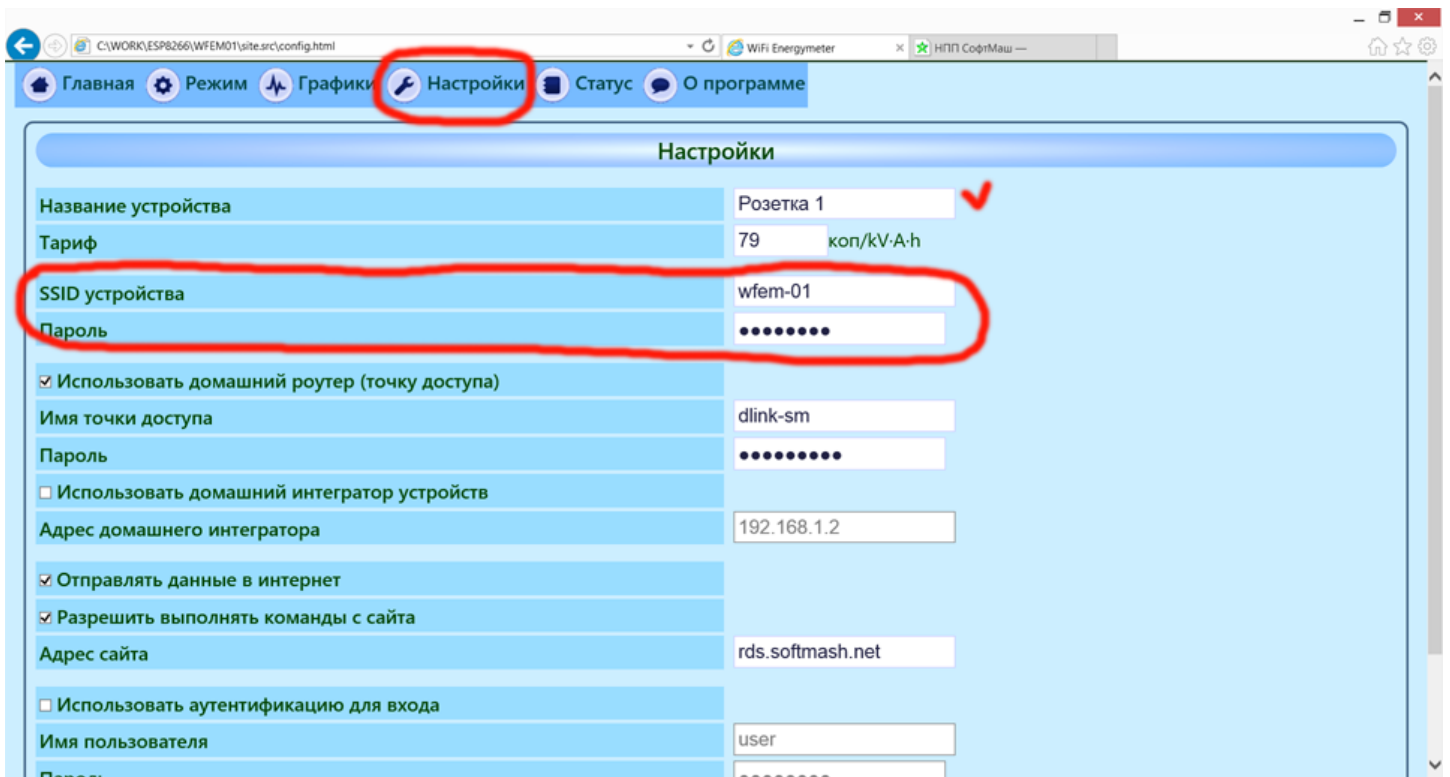 C:\WORK\ESP8266\WFEM01\site.src\config.html WiFi Energymeter НПП СофтМаш —
Главная Режим Графики Настройки Статус О программе
Настройки
Название устройства Розетка 1
Тариф 79 коп/kV·A·h
SSID устройства wfem-01
Пароль ●●●●●●●●
Использовать домашний роутер (точку доступа)
Имя точки доступа dlink-sm
Пароль ●●●●●●●●●
Использовать домашний интегратор устройств
Адрес домашнего интегратора 192.168.1.2
Отправлять данные в интернет
Разрешить выполнять команды с сайта
Адрес сайта rds.softmash.net
Использовать аутентификацию для входа
Имя пользователя user
Пароль